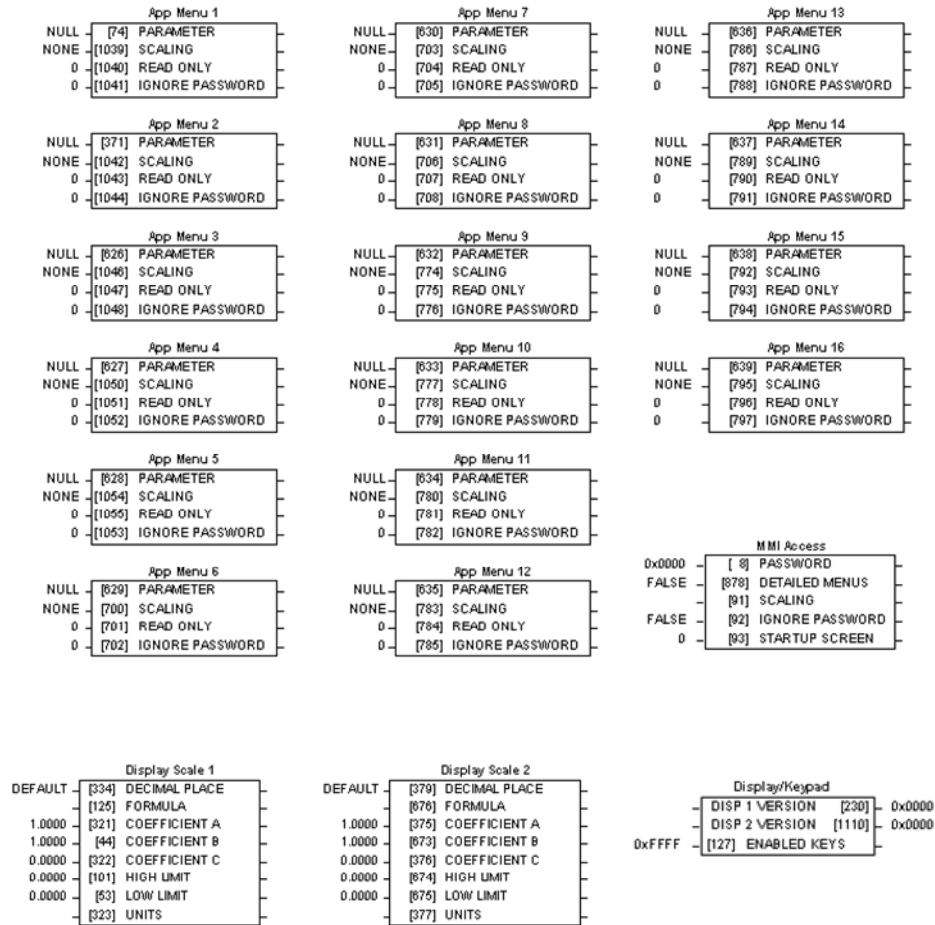 App Menu 1
NULL [74] PARAMETER
NONE [1039] SCALING
0 [1040] READ ONLY
0 [1041] IGNORE PASSWORD
App Menu 2
NULL [371] PARAMETER
NONE [1042] SCALING
0 [1043] READ ONLY
0 [1044] IGNORE PASSWORD
App Menu 3
NULL [626] PARAMETER
NONE [1046] SCALING
0 [1047] READ ONLY
0 [1048] IGNORE PASSWORD
App Menu 4
NULL [627] PARAMETER
NONE [1050] SCALING
0 [1051] READ ONLY
0 [1052] IGNORE PASSWORD
App Menu 5
NULL [628] PARAMETER
NONE [1054] SCALING
0 [1055] READ ONLY
0 [1053] IGNORE PASSWORD
App Menu 6
NULL [629] PARAMETER
NONE [700] SCALING
0 [701] READ ONLY
0 [702] IGNORE PASSWORD
App Menu 7
NULL [630] PARAMETER
NONE [703] SCALING
0 [704] READ ONLY
0 [705] IGNORE PASSWORD
App Menu 8
NULL [631] PARAMETER
NONE [706] SCALING
0 [707] READ ONLY
0 [708] IGNORE PASSWORD
App Menu 9
NULL [632] PARAMETER
NONE [774] SCALING
0 [775] READ ONLY
0 [776] IGNORE PASSWORD
App Menu 10
NULL [633] PARAMETER
NONE [777] SCALING
0 [778] READ ONLY
0 [779] IGNORE PASSWORD
App Menu 11
NULL [634] PARAMETER
NONE [780] SCALING
0 [781] READ ONLY
0 [782] IGNORE PASSWORD
App Menu 12
NULL [635] PARAMETER
NONE [783] SCALING
0 [784] READ ONLY
0 [785] IGNORE PASSWORD
App Menu 13
NULL [636] PARAMETER
NONE [786] SCALING
0 [787] READ ONLY
0 [788] IGNORE PASSWORD
App Menu 14
NULL [637] PARAMETER
NONE [789] SCALING
0 [790] READ ONLY
0 [791] IGNORE PASSWORD
App Menu 15
NULL [638] PARAMETER
NONE [792] SCALING
0 [793] READ ONLY
0 [794] IGNORE PASSWORD
App Menu 16
NULL [639] PARAMETER
NONE [795] SCALING
0 [796] READ ONLY
0 [797] IGNORE PASSWORD
MMI Access
0x0000 [ 8] PASSWORD
FALSE [878] DETAILED MENUS
[91] SCALING
FALSE [92] IGNORE PASSWORD
0 [93] STARTUP SCREEN
Display Scale 1
DEFAULT [334] DECIMAL PLACE
[125] FORMULA
1.0000 [321] COEFFICIENT A
1.0000 [44] COEFFICIENT B
0.0000 [322] COEFFICIENT C
0.0000 [101] HIGH LIMIT
0.0000 [53] LOW LIMIT
[323] UNITS
Display Scale 2
DEFAULT [379] DECIMAL PLACE
[676] FORMULA
1.0000 [375] COEFFICIENT A
1.0000 [673] COEFFICIENT B
0.0000 [376] COEFFICIENT C
0.0000 [674] HIGH LIMIT
0.0000 [675] LOW LIMIT
[377] UNITS
Display/Keypad
DISP 1 VERSION [230] 0x0000
DISP 2 VERSION [1110] 0x0000
0xFFFF [127] ENABLED KEYS